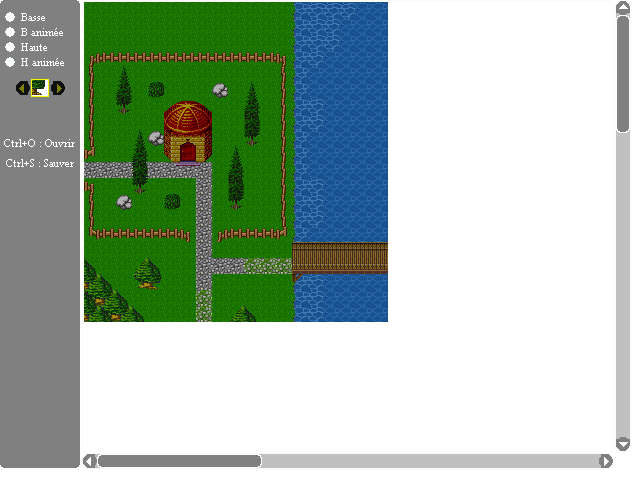 Basse
B animée
Haute
H animée
Ctrl+O : Ouvrir
Ctrl+S : Sauver